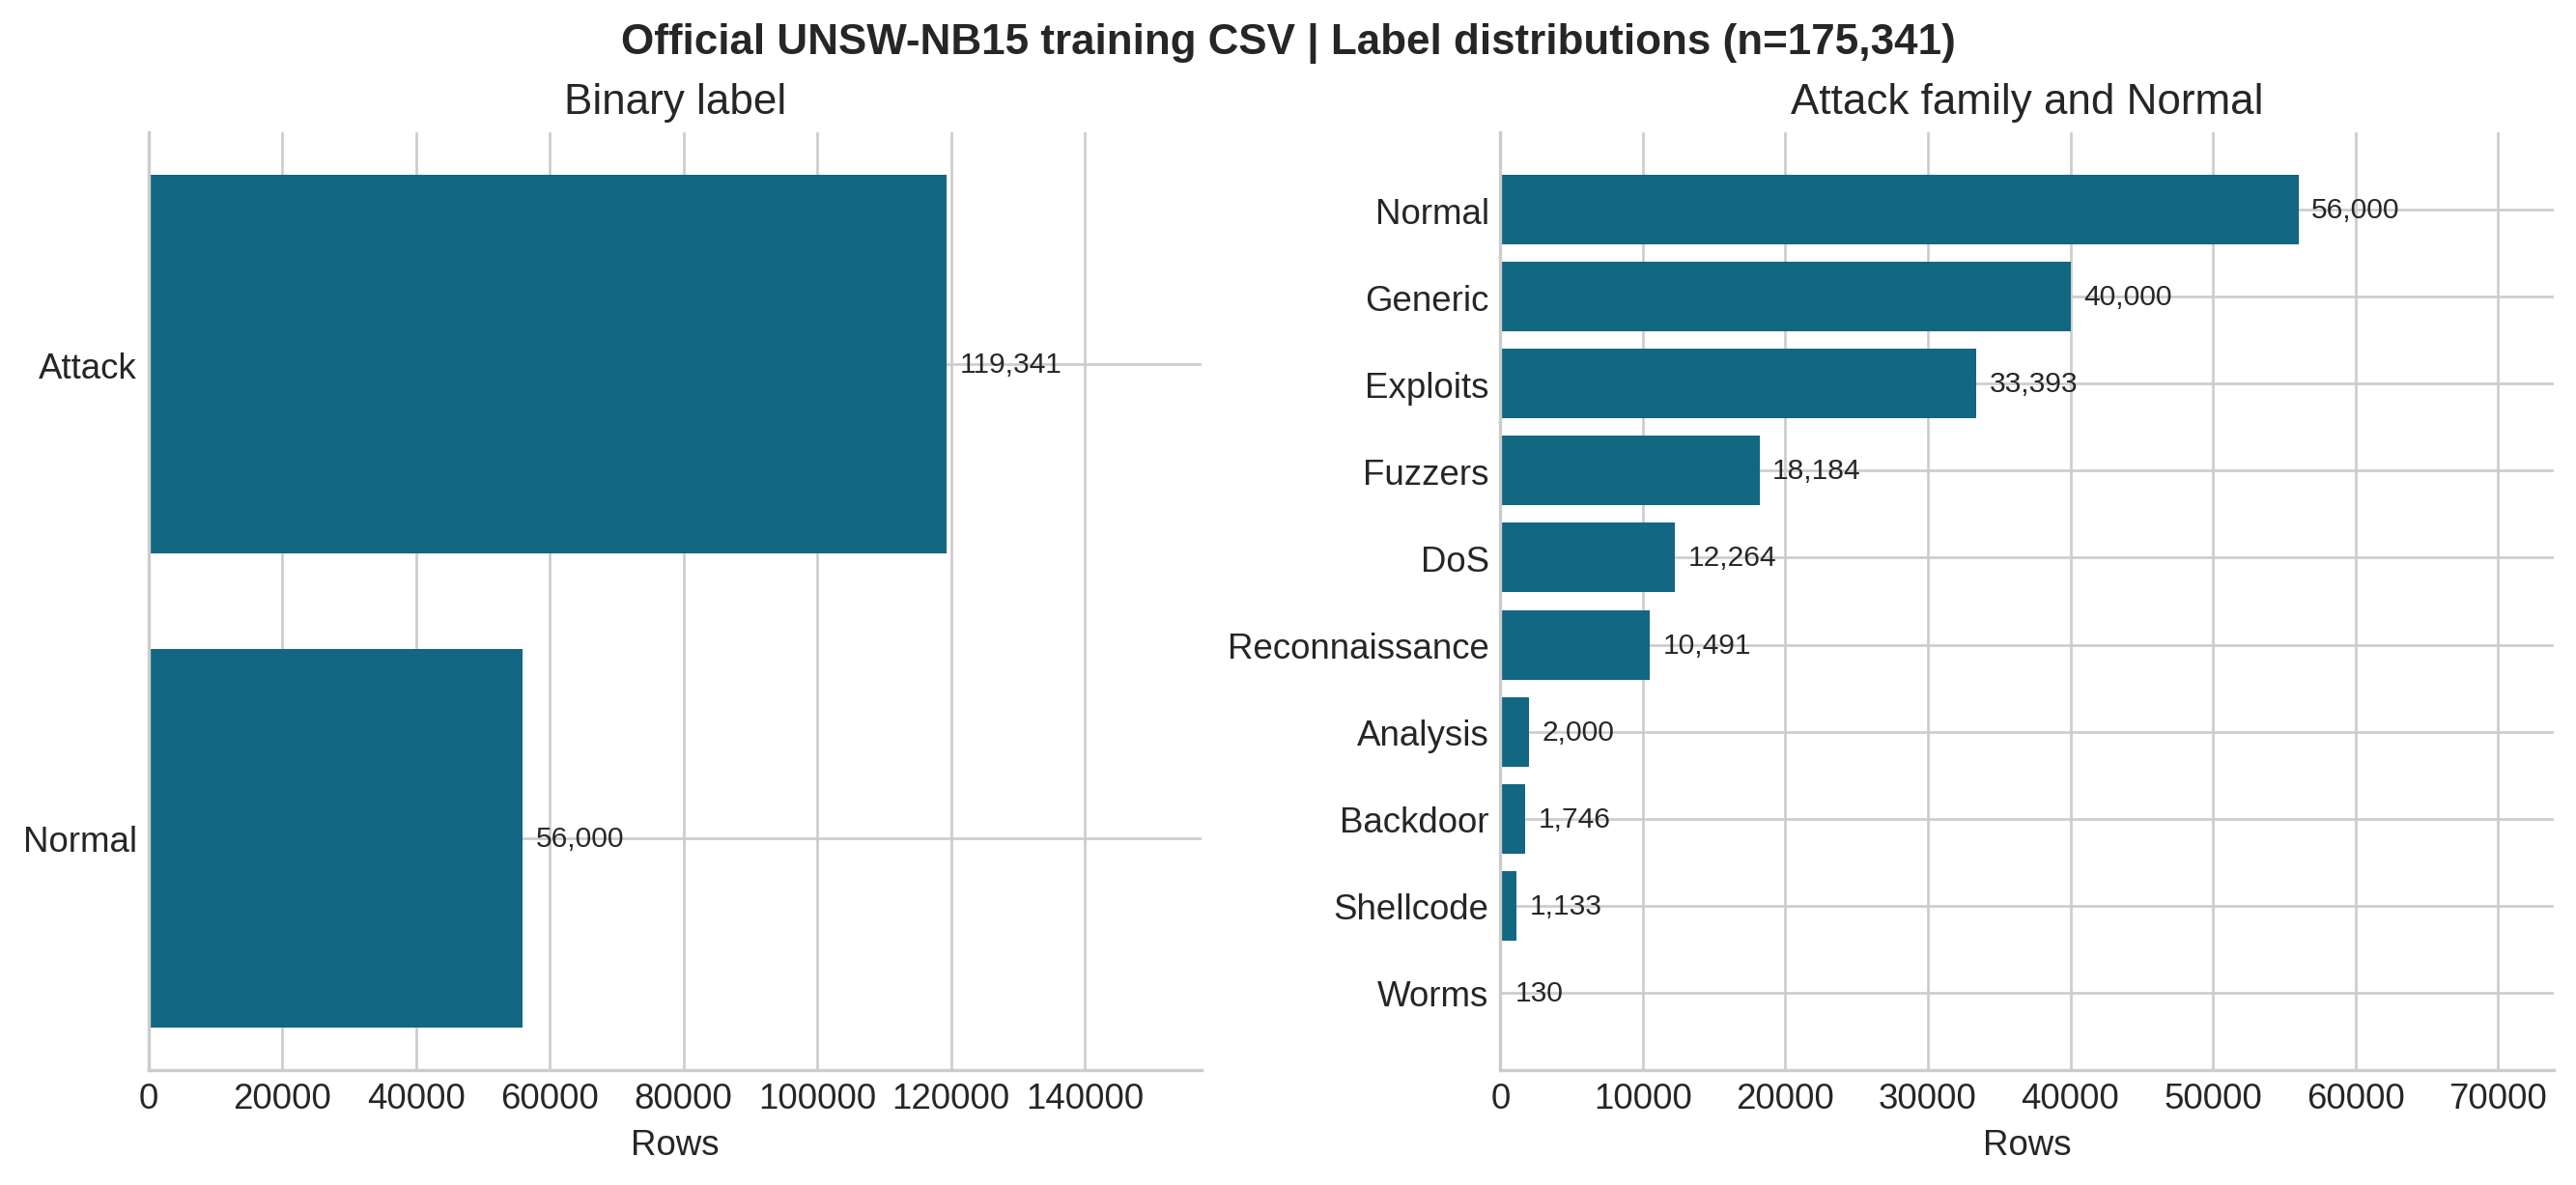 Official UNSW-NB15 training CSV | Label distributions (n=175,341)
Binary label
Attack
119,341
Normal
56,000
0 20000 40000 60000 80000 100000 120000 140000
Rows
Attack family and Normal
Normal
56,000
Generic
40,000
Exploits
33,393
Fuzzers
18,184
DoS
12,264
Reconnaissance
10,491
Analysis
2,000
Backdoor
1,746
Shellcode
1,133
Worms
130
0 10000 20000 30000 40000 50000 60000 70000
Rows